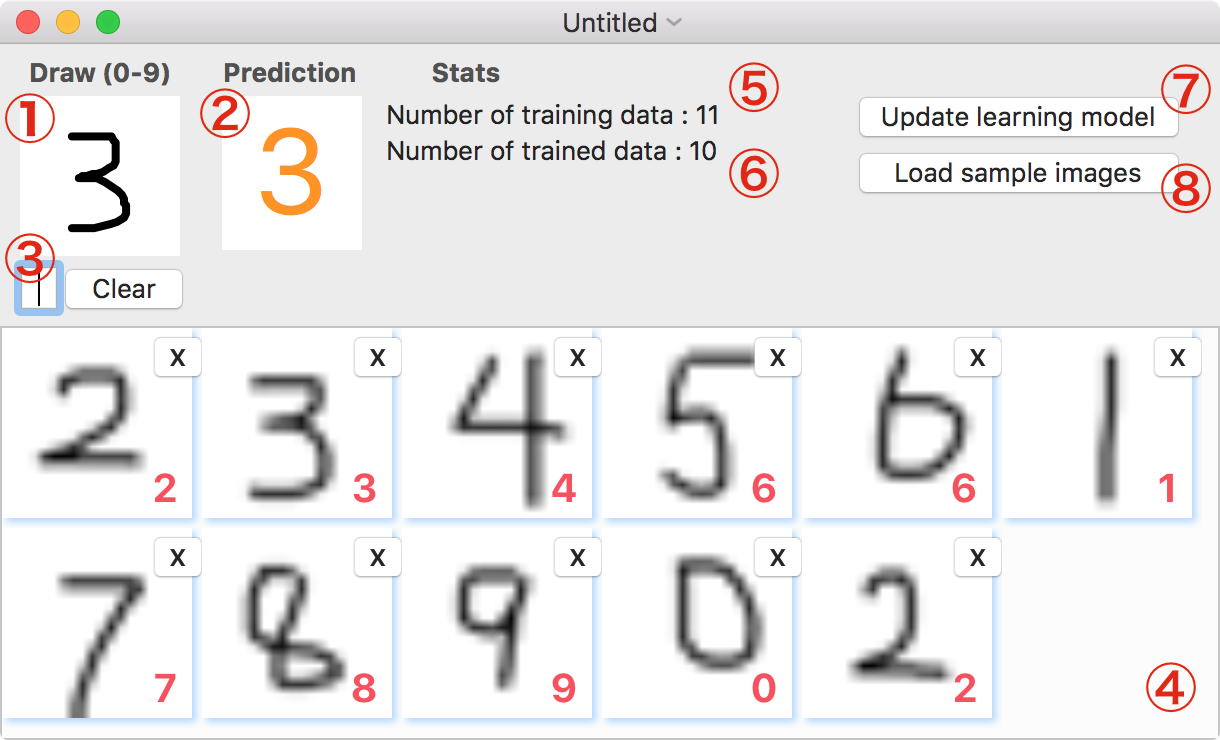 Untitled
Draw (0-9) Prediction Stats
① ② ⑤ ⑦
3 3 Number of training data : 11 Update learning model
Number of trained data : 10 ⑥ Load sample images ⑧
③ Clear
X X X X X X
2 3 4 5 6 1
2 3 4 6 6 1
X X X X X
7 8 9 0 2
7 8 9 0 2 ④